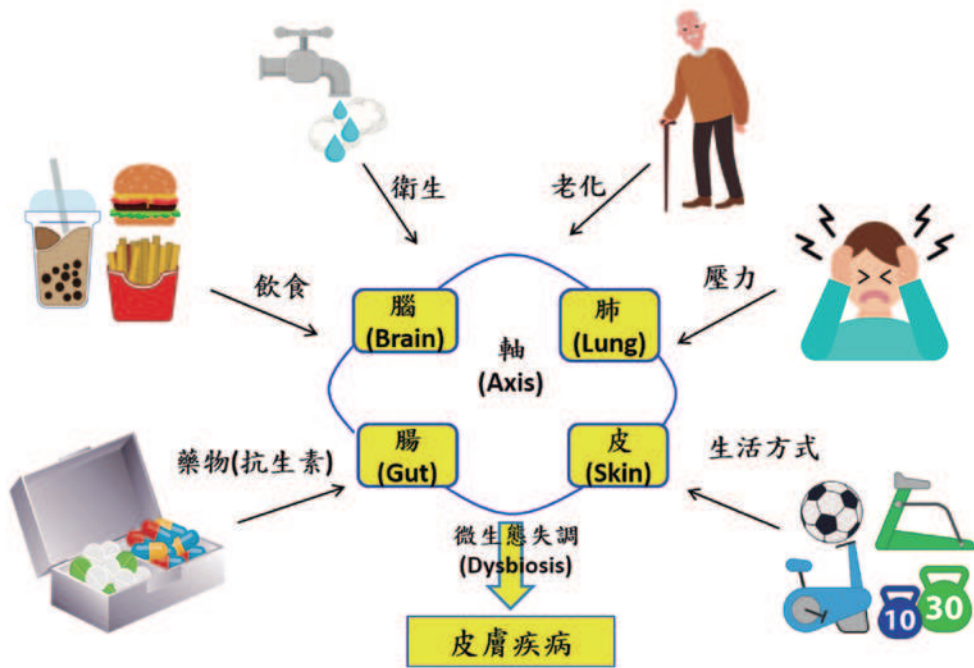 衛生
老化
飲食
壓力
腦
(Brain)
肺
(Lung)
軸
(Axis)
腸
(Gut)
皮
(Skin)
藥物(抗生素)
生活方式
微生態失調
(Dysbiosis)
10
30
皮膚疾病